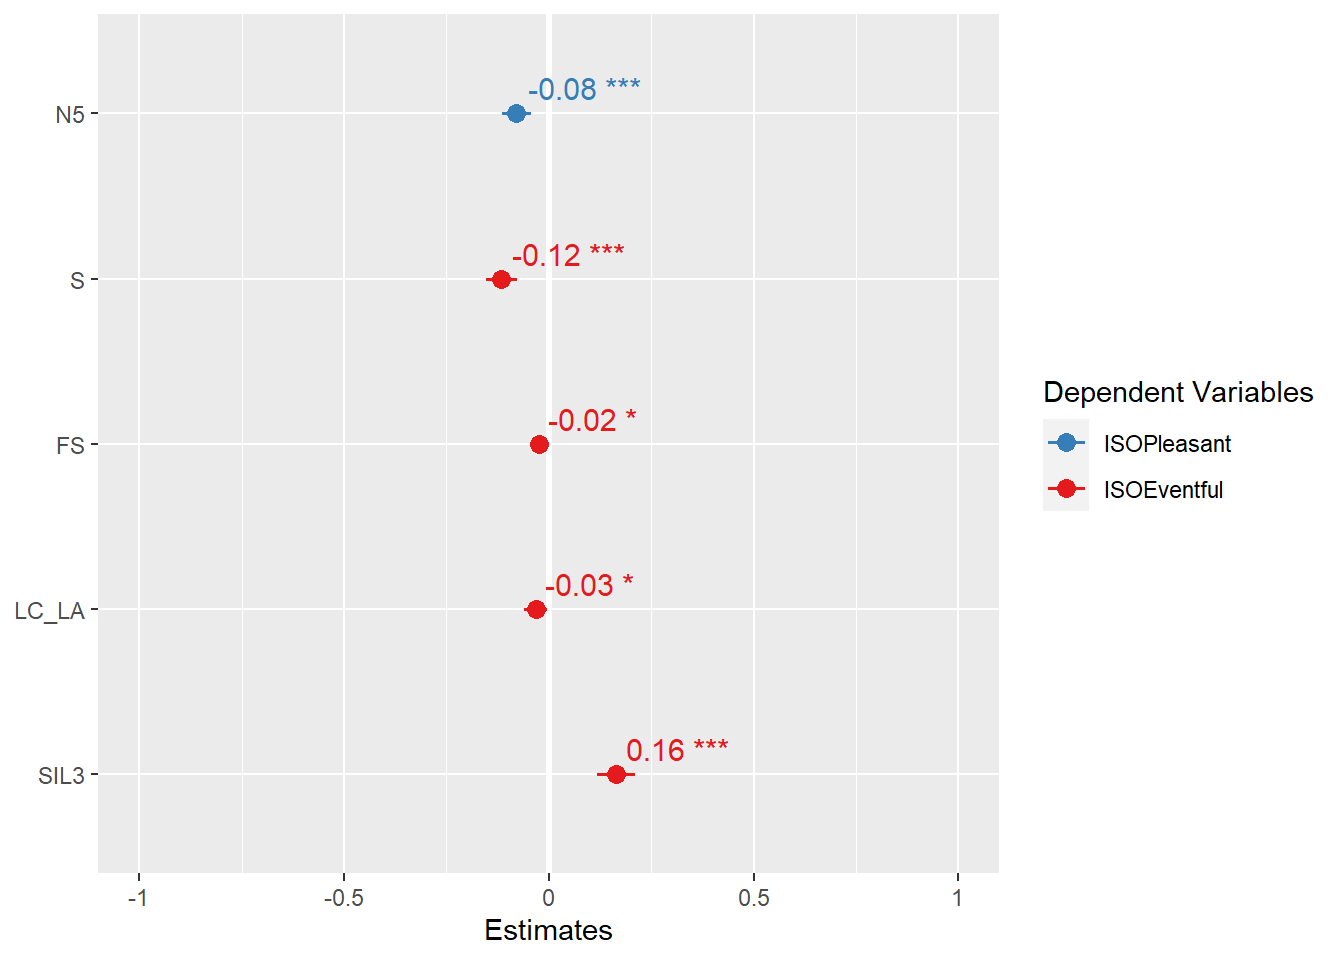 N5
-0.08 ***
S
-0.12 ***
FS
-0.02 *
LC_LA
-0.03 *
SIL3
0.16 ***
-1
-0.5
0
0.5
1
Estimates
Dependent Variables
ISOPleasant
ISOEventful